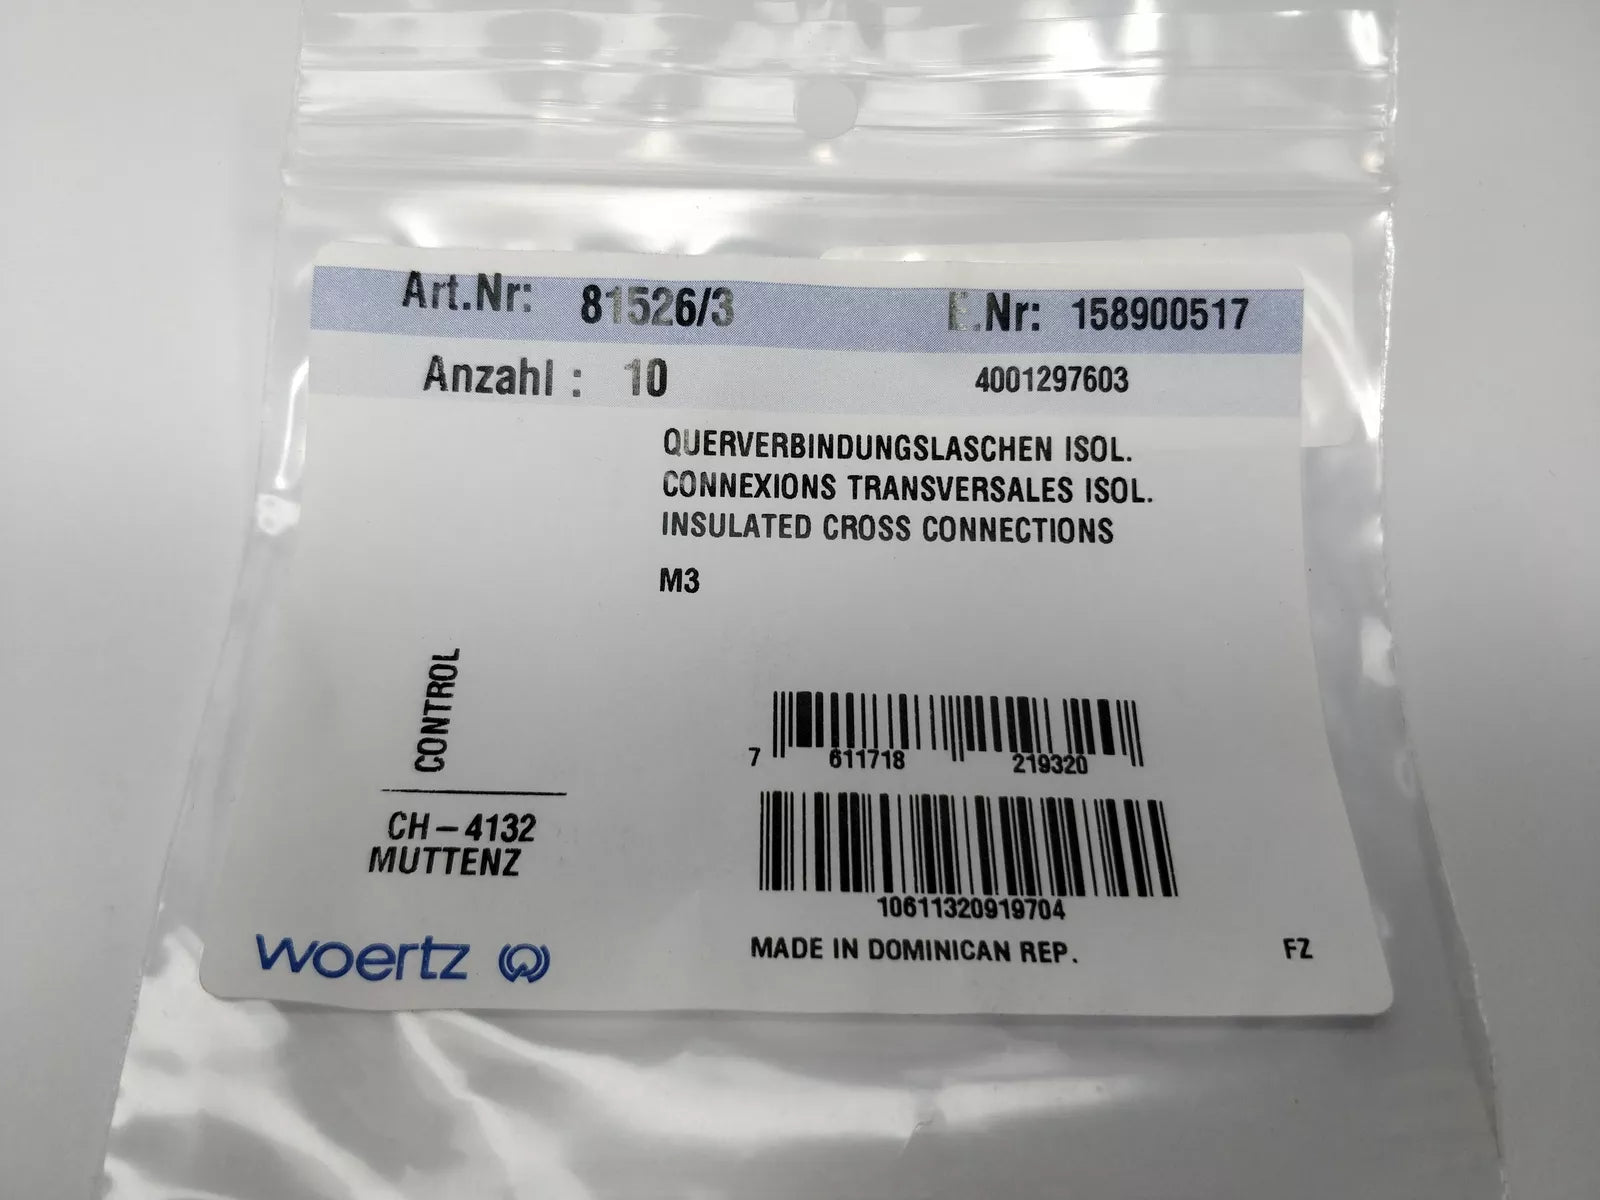 Art.Nr: 81526/3 E.Nr: 158900517
Anzahl : 10 4001297603
QUERVERBINDUNGSLASCHEN ISOL.
CONNEXIONS TRANSVERSALES ISOL.
INSULATED CROSS CONNECTIONS
M3
CONTROL
7 611718 219320
CH-4132
MUTTENZ
10611320919704
woertz
MADE IN DOMINICAN REP. FZ